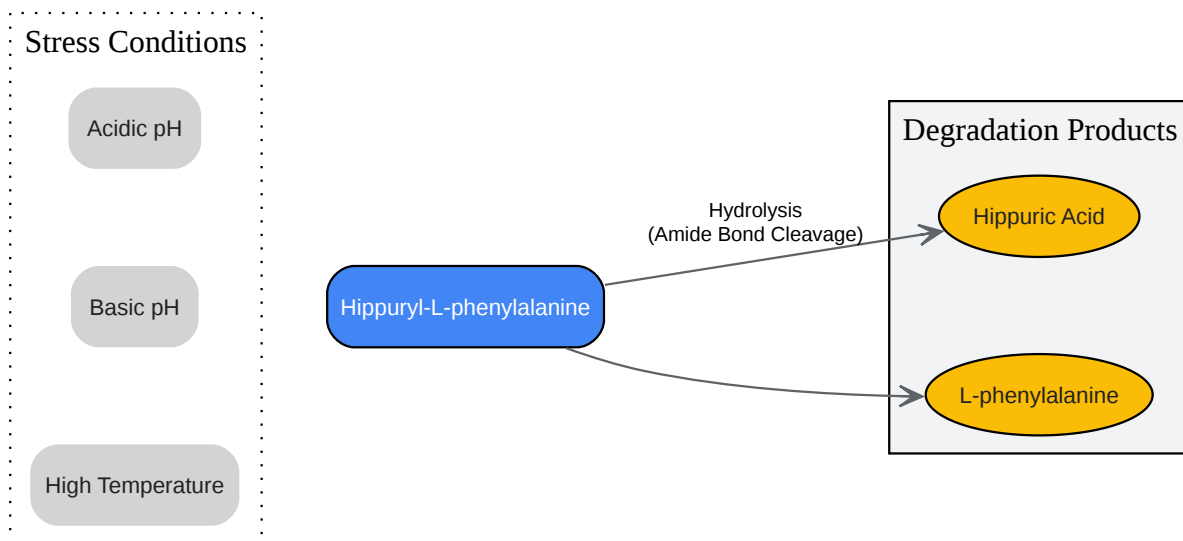 Stress Conditions
Acidic pH
Basic pH
High Temperature
Hippuryl-L-phenylalanine
Hydrolysis
(Amide Bond Cleavage)
Degradation Products
Hippuric Acid
L-phenylalanine